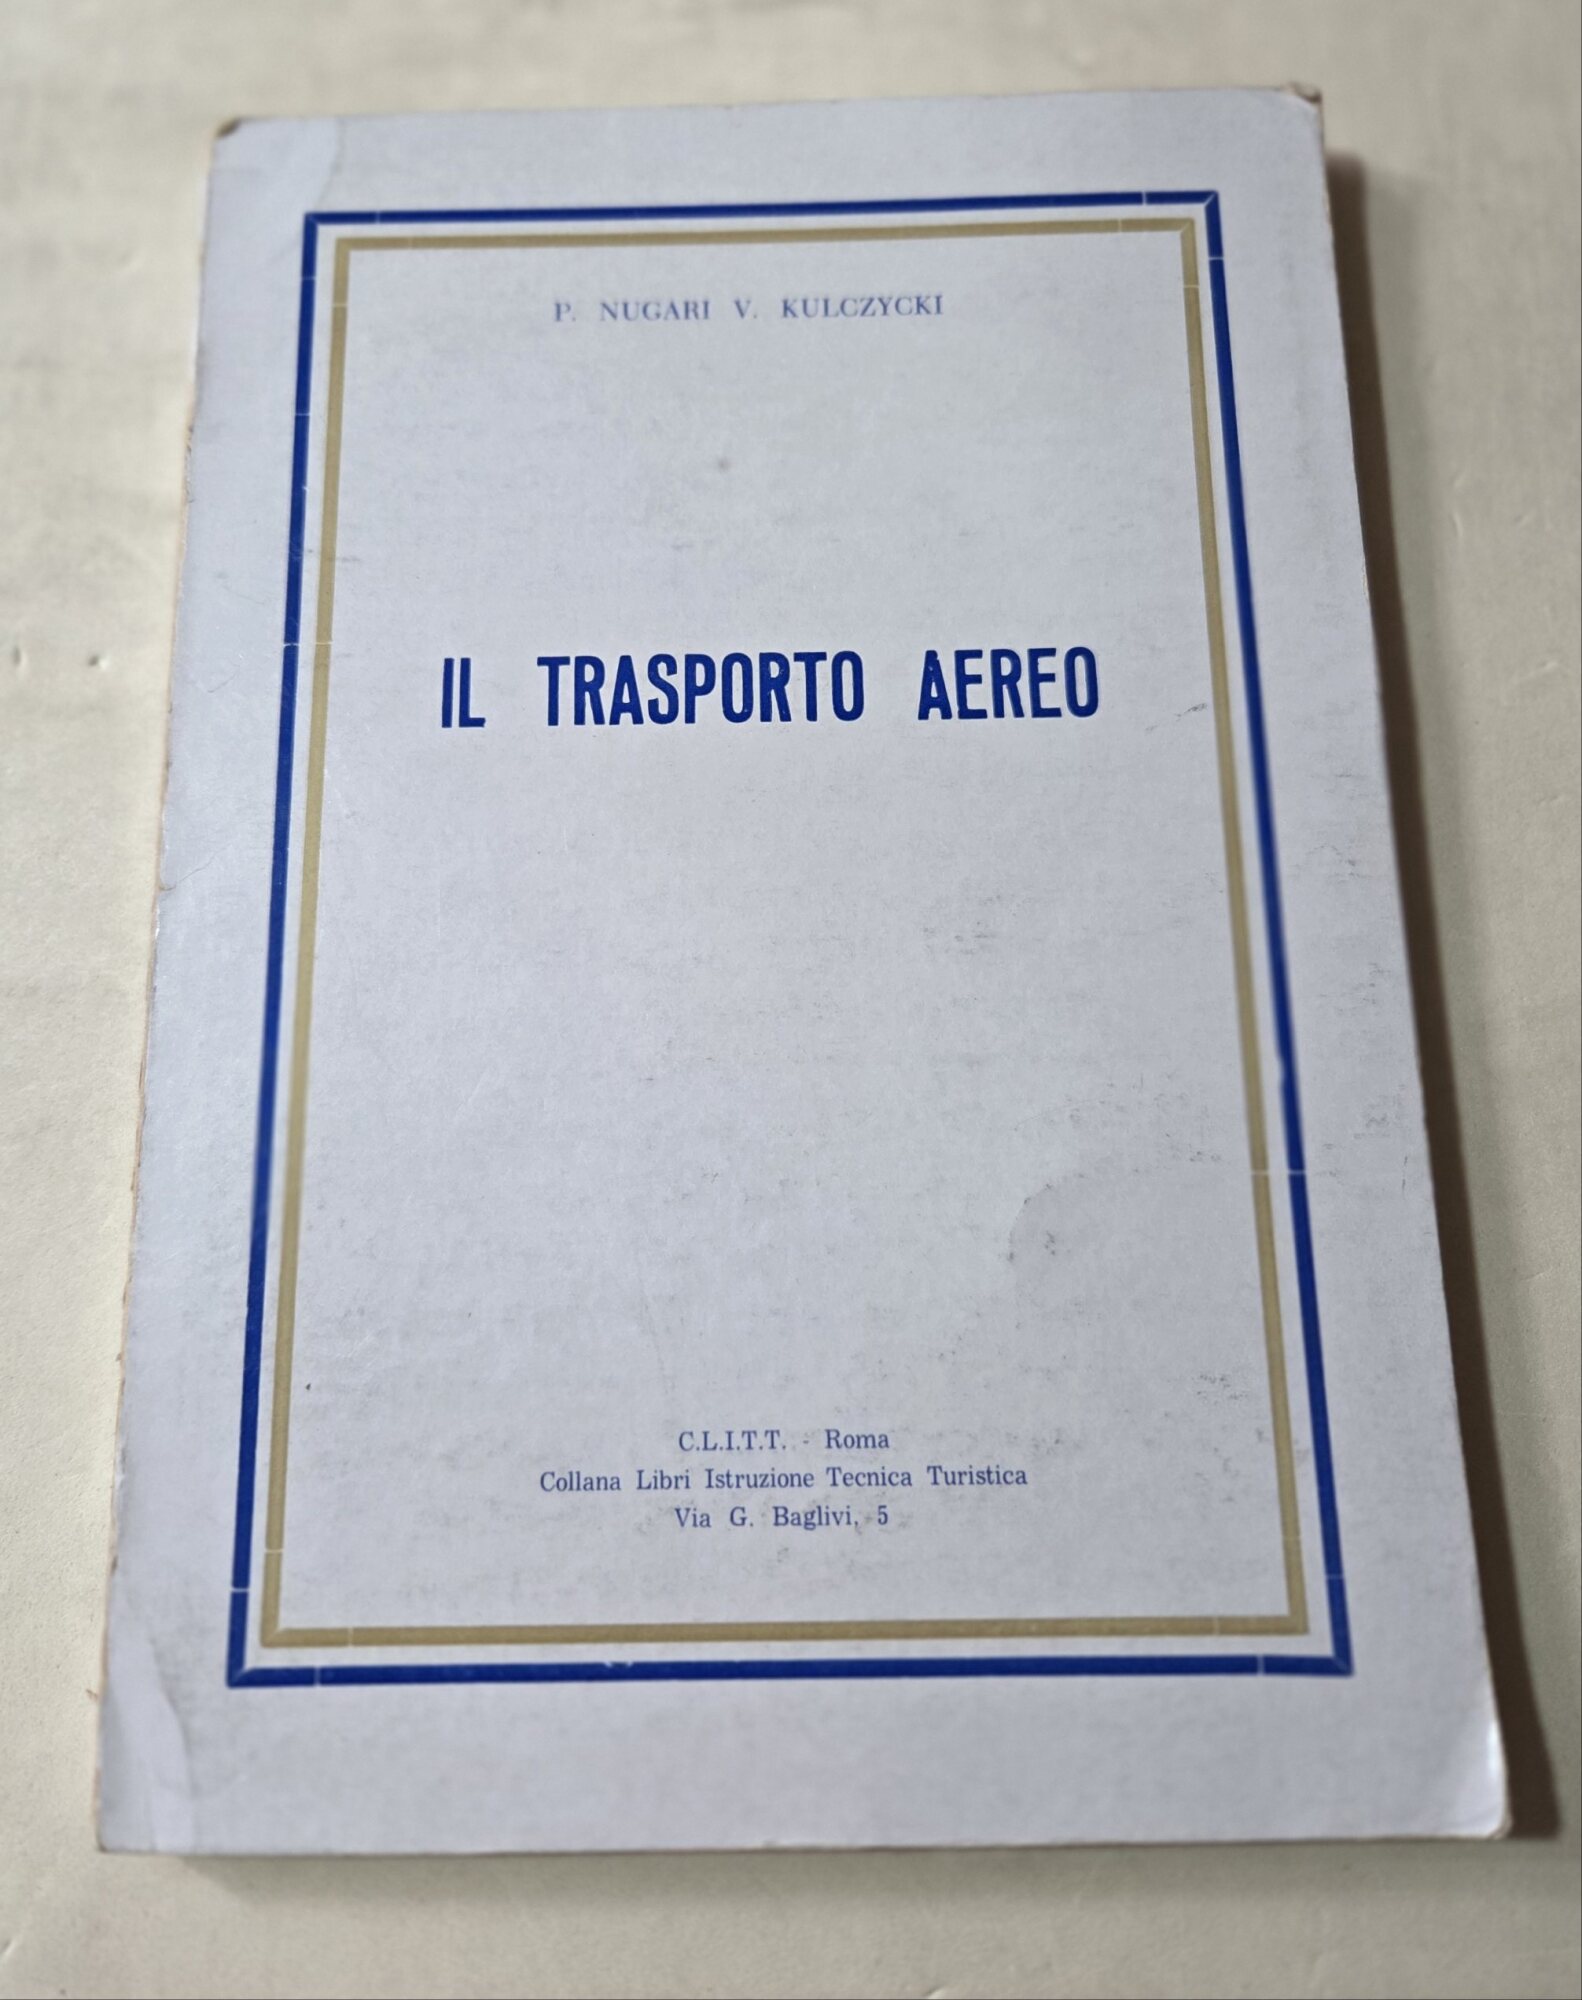 P. NUGARI V. KULCZYCKI
IL TRASPORTO AEREO
C.L.I.T.T. - Roma
Collana Libri Istruzione Tecnica Turistica
Via G. Baglivi, 5